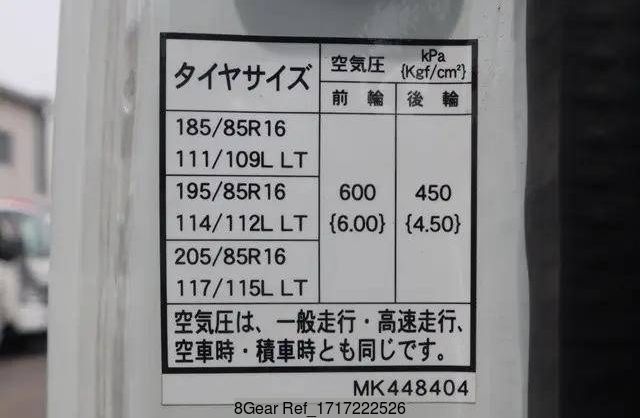 タイヤサイズ
空気圧 kPa
{Kgf/cm²}
前輪 後輪
185/85R16
111/109L LT
195/85R16
114/112L LT
205/85R16
117/115L LT
600 450
{6.00} {4.50}
空気圧は、一般走行・高速走行、
空車時・積車時とも同じです。
MK448404
8Gear Ref_1717222526